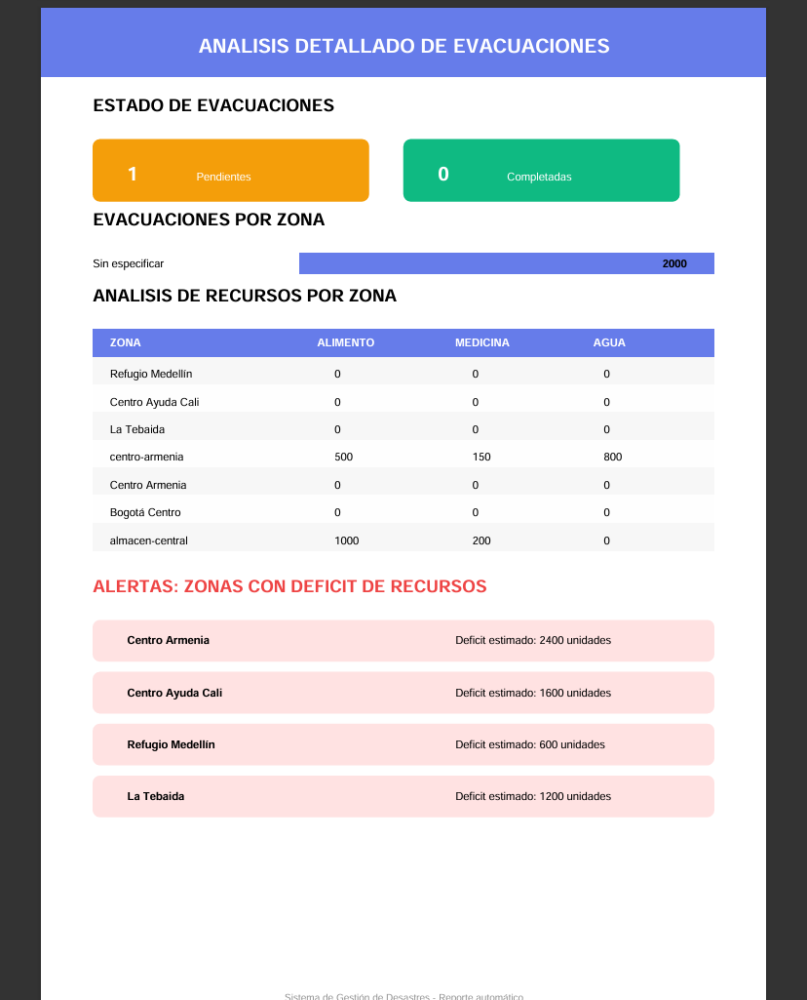 ANALISIS DETALLADO DE EVACUACIONES
ESTADO DE EVACUACIONES
1 Pendientes 0 Completadas
EVACUACIONES POR ZONA
Sin especificar 2000
ANALISIS DE RECURSOS POR ZONA
ZONA ALIMENTO MEDICINA AGUA
Refugio Medellín 0 0 0
Centro Ayuda Cali 0 0 0
La Tebaida 0 0 0
centro-armenia 500 150 800
Centro Armenia 0 0 0
Bogotá Centro 0 0 0
almacen-central 1000 200 0
ALERTAS: ZONAS CON DEFICIT DE RECURSOS
Centro Armenia Deficit estimado: 2400 unidades
Centro Ayuda Cali Deficit estimado: 1600 unidades
Refugio Medellín Deficit estimado: 600 unidades
La Tebaida Deficit estimado: 1200 unidades
Sistema de Gestión de Desastres - Reporte automático